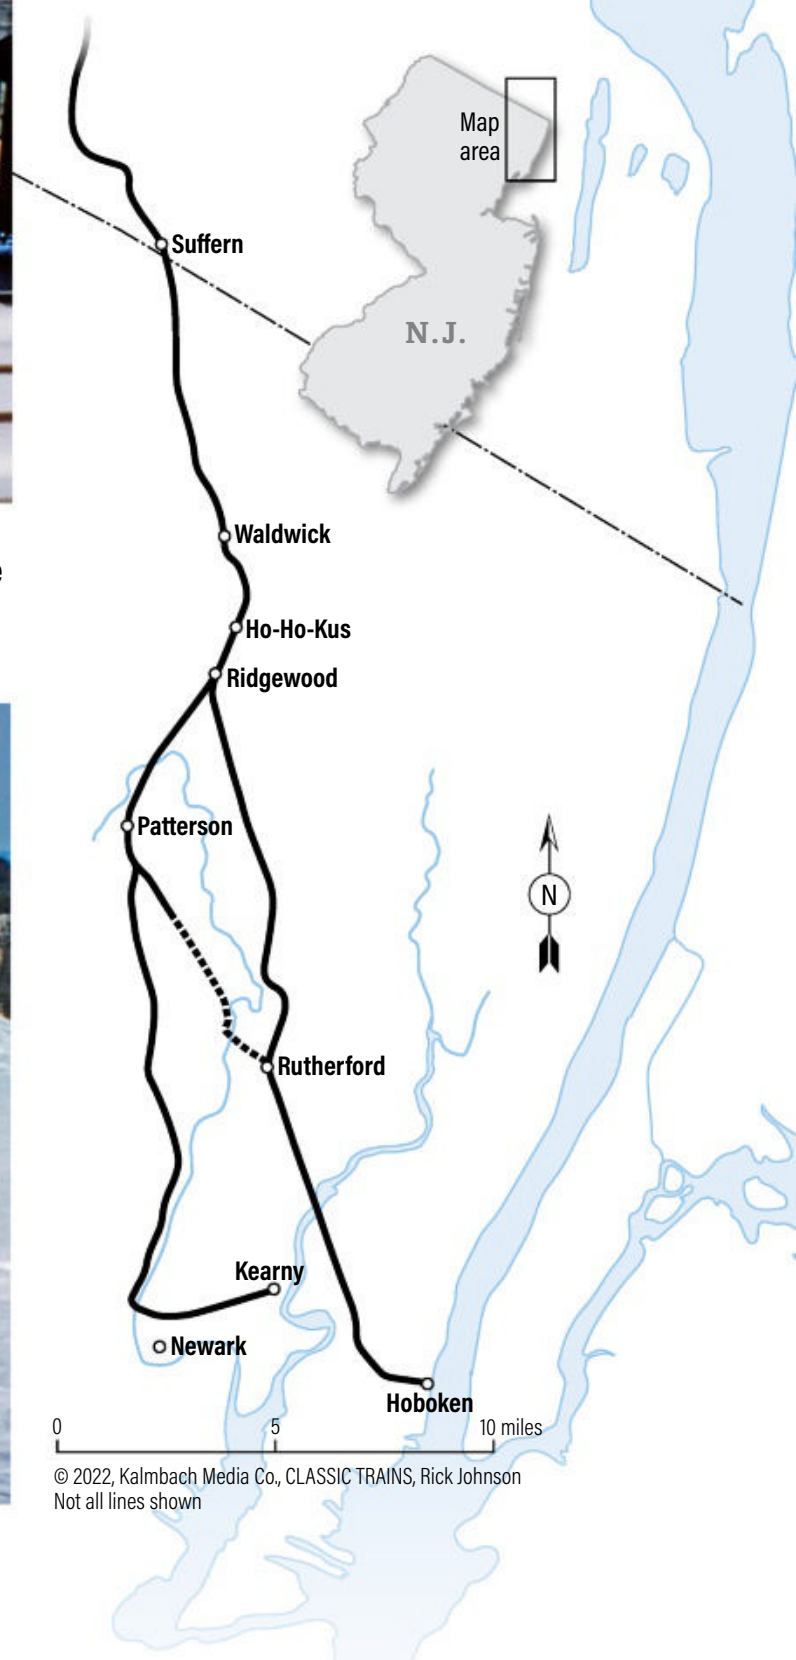 Map
area
Suffern
N.J.
Waldwick
Ho-Ho-Kus
Ridgewood
Patterson
N
Rutherford
Kearny
Newark
Hoboken
0 5 10 miles
© 2022, Kalmbach Media Co., CLASSIC TRAINS, Rick Johnson
Not all lines shown